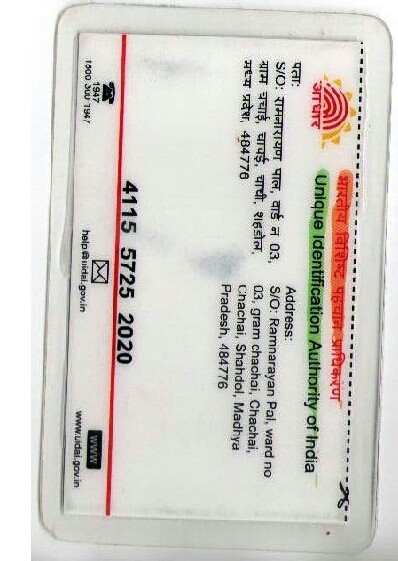 भारतीय विशिष्ट पहचान प्राधिकरण
Unique Identification Authority of India
आधार
पता:
S/O: रामनारायण पाल, वार्ड न 03,
ग्राम चचाई, चाचई, चाची, शहडोल,
मध्य प्रदेश, 484776
Address:
S/O: Ramnarayan Pal, ward no
03, gram chachai, Chachai,
Chachai, Shahdol, Madhya
Pradesh, 484776
4115 5725 2020
1947
1800 300 1947
help@uidai.gov.in
www
www.uidai.gov.in